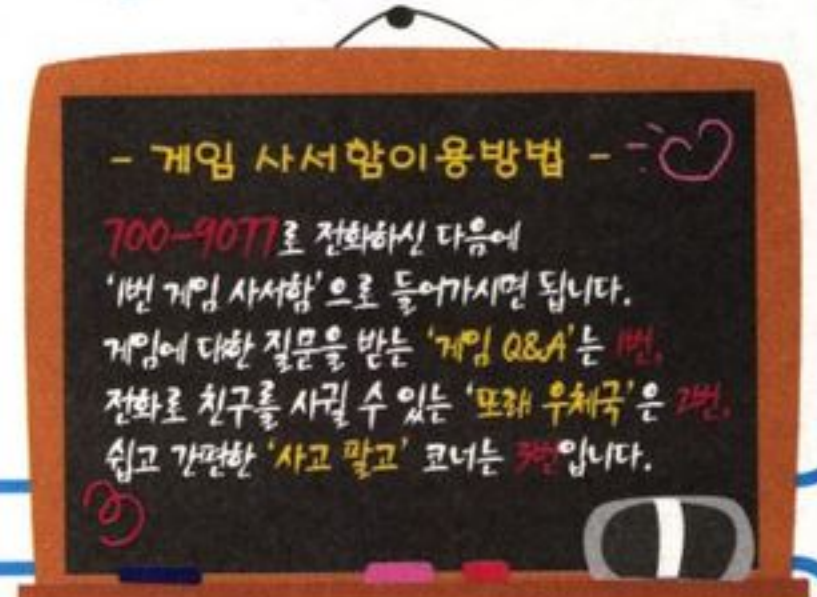 - 게임 사서함이용방법 -
700-9077로 전화하신 다음에
'1번 게임 사서함'으로 들어가시면 됩니다.
게임에 대한 질문을 받는 '게임 Q&A'는 1번,
전화로 친구를 사귈 수 있는 '또래 우체국'은 2번,
쉽고 간편한 '사고 팔고' 코너는 3번입니다.